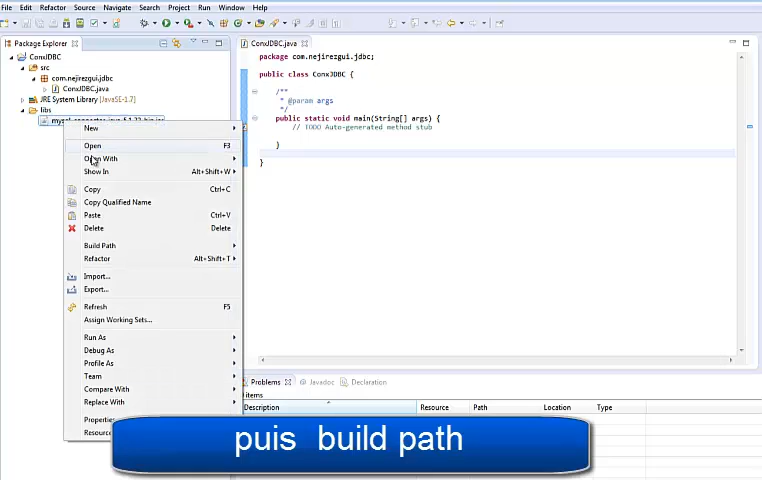 File Edit Refactor Source Navigate Search Project Run Window Help
Package Explorer
ConxJDBC.java
ConxJDBC
src
com.nejirezgui.jdbc
ConxJDBC.java
JRE System Library [JavaSE-1.7]
libs
package com.nejirezgui.jdbc;
public class ConxJDBC {
/**
* @param args
*/
public static void main(String[] args) {
// TODO Auto-generated method stub
}
}
New
Open F3
Open With
Show In Alt+Shift+W
Copy Ctrl+C
Copy Qualified Name
Paste Ctrl+V
Delete Delete
Build Path
Refactor Alt+Shift+T
Import...
Export...
Refresh F5
Assign Working Sets...
Run As
Debug As
Profile As
Team
Compare With
Replace With
Problems Javadoc Declaration
items
Description Resource Path Location Type
puis build path